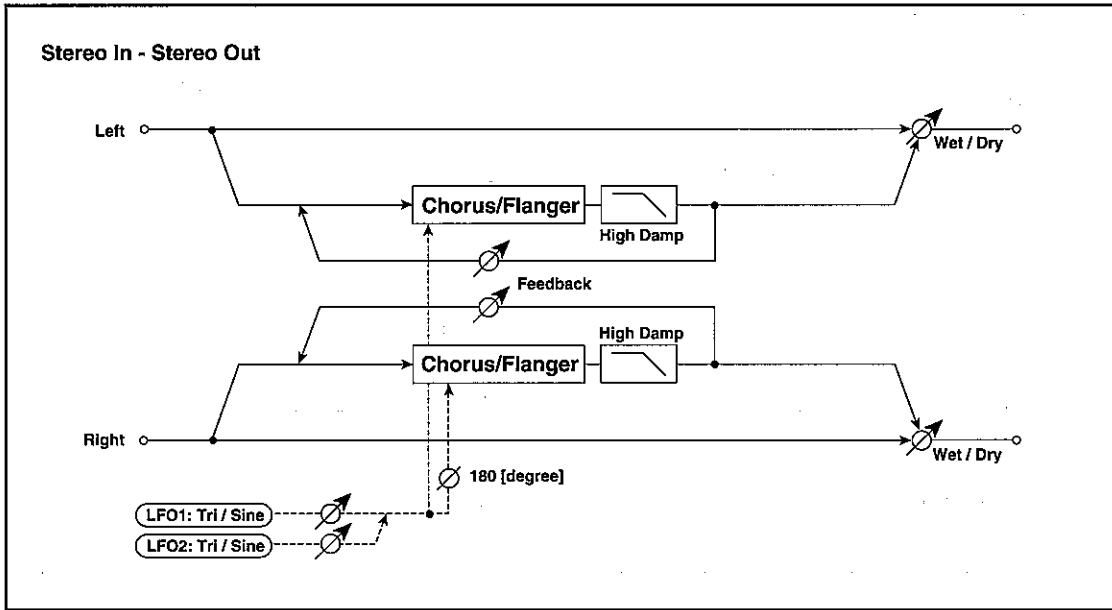 Stereo In - Stereo Out
Left
Wet / Dry
Chorus/Flanger
High Damp
Feedback
High Damp
Chorus/Flanger
Right
Wet / Dry
180 [degree]
LFO1: Tri / Sine
LFO2: Tri / Sine